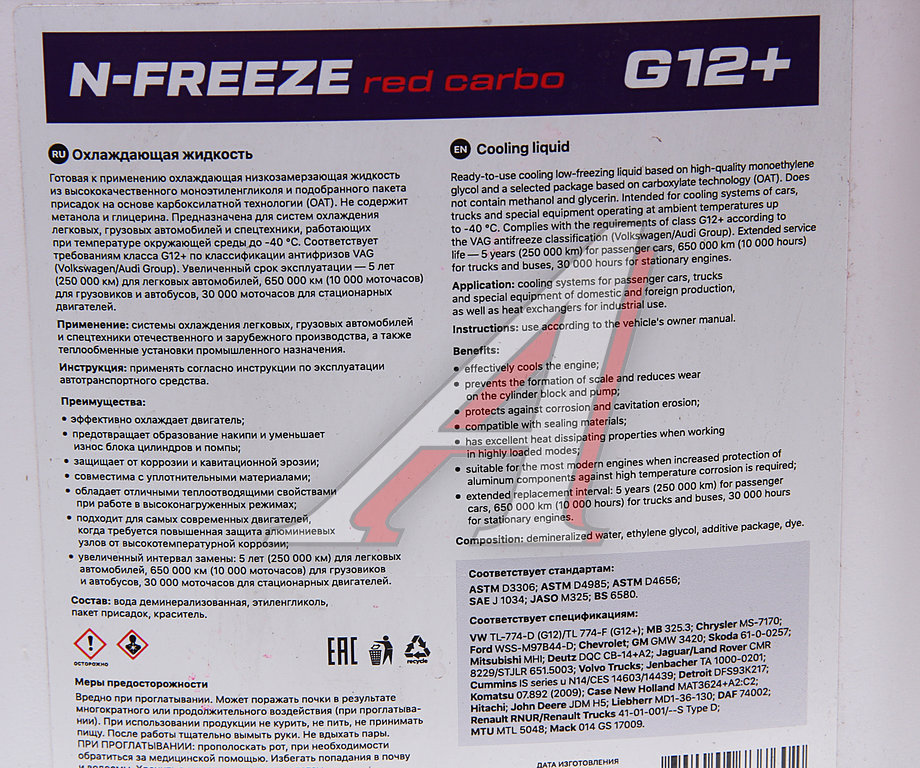 N-FREEZE red carbo G12+
RU Охлаждающая жидкость
Готовая к применению охлаждающая низкозамерзающая жидкость
из высококачественного моноэтиленгликоля и подобранного пакета
присадок на основе карбоксилатной технологии (ОАТ). Не содержит
метанола и глицерина. Предназначена для систем охлаждения
легковых, грузовых автомобилей и спецтехники, работающих
при температуре окружающей среды до -40 °С. Соответствует
требованиям класса G12+ по классификации антифризов VAG
(Volkswagen/Audi Group). Увеличенный срок эксплуатации — 5 лет
(250 000 км) для легковых автомобилей, 650 000 км (10 000 моточасов)
для грузовиков и автобусов, 30 000 моточасов для стационарных
двигателей.
Применение: системы охлаждения легковых, грузовых автомобилей
и спецтехники отечественного и зарубежного производства, а также
теплообменные установки промышленного назначения.
Инструкция: применять согласно инструкции по эксплуатации
автотранспортного средства.
Преимущества:
• эффективно охлаждает двигатель;
• предотвращает образование накипи и уменьшает
износ блока цилиндров и помпы;
• защищает от коррозии и кавитационной эрозии;
• совместима с уплотнительными материалами;
• обладает отличными теплоотводящими свойствами
при работе в высоконагруженных режимах;
• подходит для самых современных двигателей,
когда требуется повышенная защита алюминиевых
узлов от высокотемпературной коррозии;
• увеличенный интервал замены: 5 лет (250 000 км) для легковых
автомобилей, 650 000 км (10 000 моточасов) для грузовиков
и автобусов, 30 000 моточасов для стационарных двигателей.
Состав: вода деминерализованная, этиленгликоль,
пакет присадок, краситель.
ОСТОРОЖНО
EAC
recycle
Меры предосторожности
Вредно при проглатывании. Может поражать почки в результате
многократного или продолжительного воздействия (при проглатыва-
нии). При использовании продукции не курить, не пить, не принимать
пищу. После работы тщательно вымыть руки. Не вдыхать пары.
ПРИ ПРОГЛАТЫВАНИИ: прополоскать рот, при необходимости
обратиться за медицинской помощью. Избегать попадания в почву
EN Cooling liquid
Ready-to-use cooling low-freezing liquid based on high-quality monoethylene
glycol and a selected package based on carboxylate technology (OAT). Does
not contain methanol and glycerin. Intended for cooling systems of cars,
trucks and special equipment operating at ambient temperatures up
to -40 °C. Complies with the requirements of class G12+ according to
the VAG antifreeze classification (Volkswagen/Audi Group). Extended service
life — 5 years (250 000 km) for passenger cars, 650 000 km (10 000 hours)
for trucks and buses, 30 000 hours for stationary engines.
Application: cooling systems for passenger cars, trucks
and special equipment of domestic and foreign production,
as well as heat exchangers for industrial use.
Instructions: use according to the vehicle's owner manual.
Benefits:
• effectively cools the engine;
• prevents the formation of scale and reduces wear
on the cylinder block and pump;
• protects against corrosion and cavitation erosion;
• compatible with sealing materials;
• has excellent heat dissipating properties when working
in highly loaded modes;
• suitable for the most modern engines when increased protection of
aluminum components against high temperature corrosion is required;
• extended replacement interval: 5 years (250 000 km) for passenger
cars, 650 000 km (10 000 hours) for trucks and buses, 30 000 hours
for stationary engines.
Composition: demineralized water, ethylene glycol, additive package, dye.
Соответствует стандартам:
ASTM D3306; ASTM D4985; ASTM D4656;
SAE J 1034; JASO M325; BS 6580.
Соответствует спецификациям:
VW TL-774-D (G12)/TL 774-F (G12+); MB 325.3; Chrysler MS-7170;
Ford WSS-M97B44-D; Chevrolet; GM GMW 3420; Skoda 61-0-0257;
Mitsubishi MHI; Deutz DQC CB-14+A2; Jaguar/Land Rover CMR
8229/STJLR 651.5003; Volvo Trucks; Jenbacher TA 1000-0201;
Cummins IS series u N14/CES 14603/14439; Detroit DFS93K217;
Komatsu 07.892 (2009); Case New Holland MAT3624+A2:C2;
Hitachi; John Deere JDM H5; Liebherr MD1-36-130; DAF 74002;
Renault RNUR/Renault Trucks 41-01-001/--S Type D;
MTU MTL 5048; Mack 014 GS 17009.
ДАТА ИЗГОТОВЛЕНИЯ